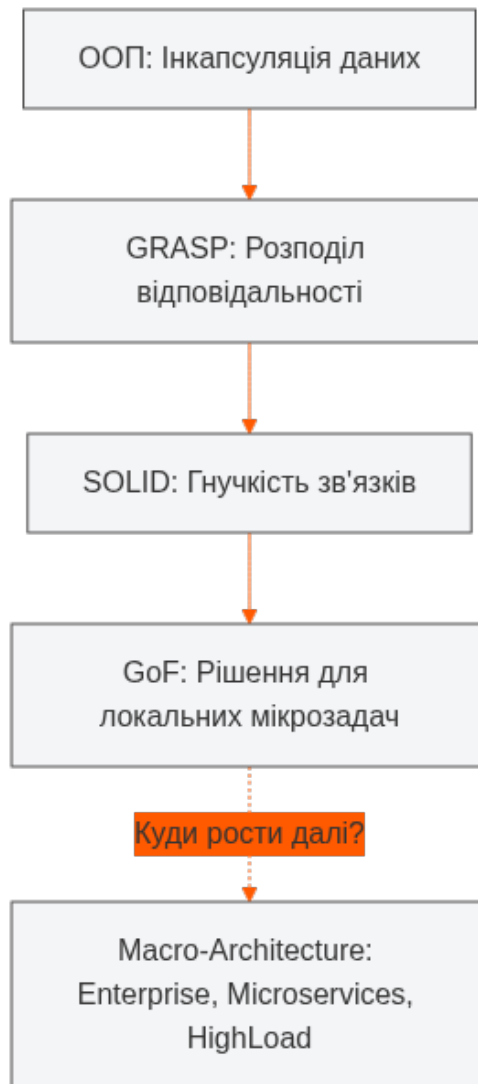 ООП: Інкапсуляція даних
GRASP: Розподіл
відповідальності
SOLID: Гнучкість зв'язків
GoF: Рішення для
локальних мікрозадач
Куди рости далі?
Macro-Architecture:
Enterprise, Microservices,
HighLoad